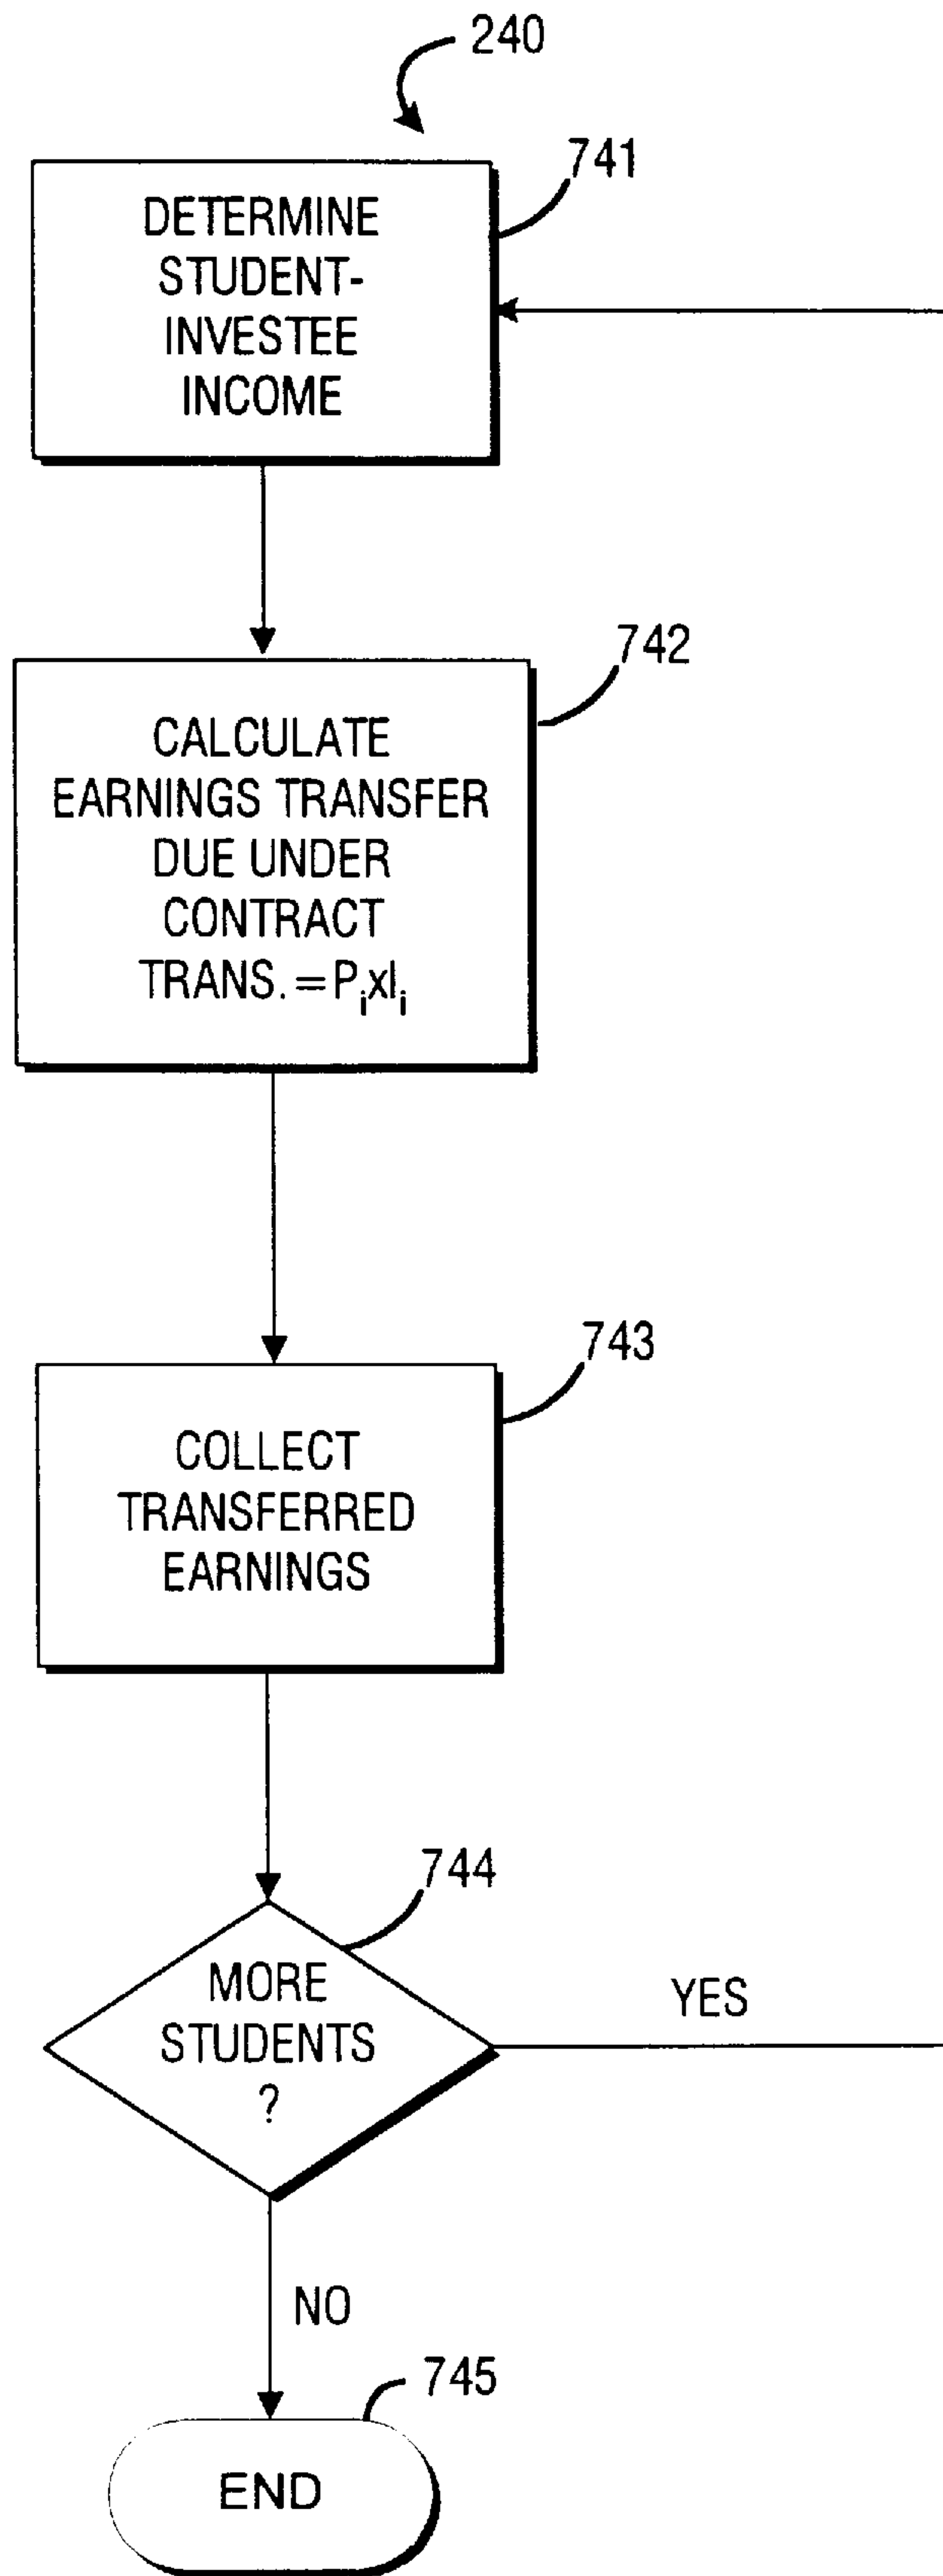 240
741
DETERMINE
STUDENT-
INVESTEE
INCOME
742
CALCULATE
EARNINGS TRANSFER
DUE UNDER
CONTRACT
TRANS. = PixIi
743
COLLECT
TRANSFERRED
EARNINGS
744
MORE
STUDENTS
?
YES
NO
745
END